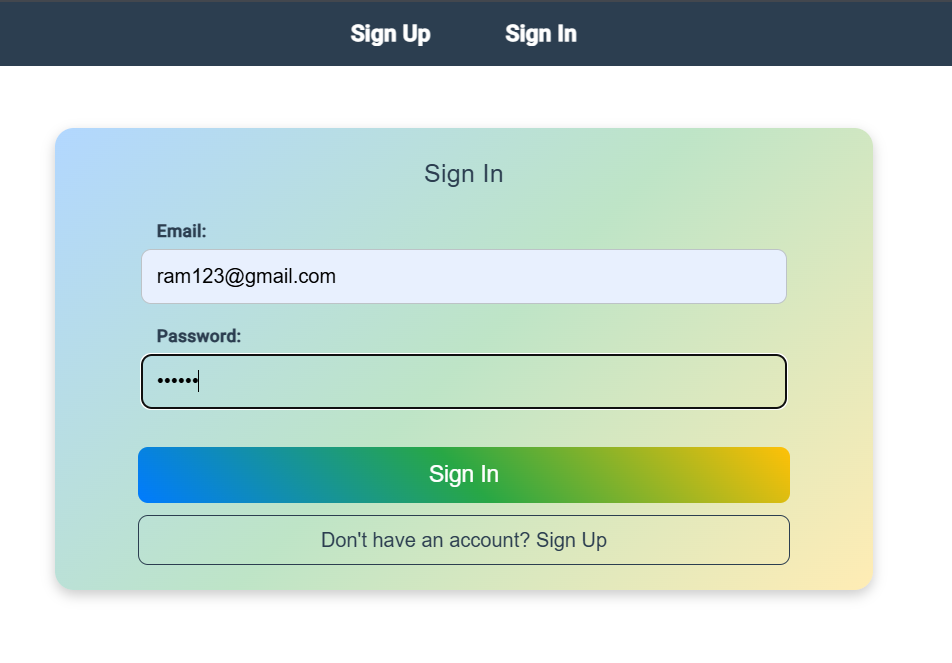 Sign Up Sign In
Sign In
Email:
ram123@gmail.com
Password:
••••••
Sign In
Don't have an account? Sign Up